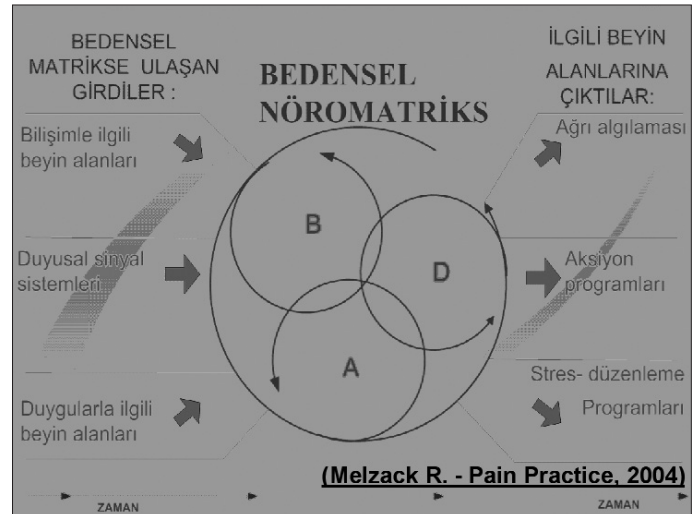 BEDENSEL
MATRİKSE ULAŞAN
GİRDİLER :
Bilişimle ilgili
beyin alanları
Duyusal sinyal
sistemleri
Duygularla ilgili
beyin alanları
BEDENSEL
NÖROMATRİKS
B
D
A
İLGİLİ BEYİN
ALANLARINA
ÇIKTILAR:
Ağrı algılaması
Aksiyon
programları
Stres- düzenleme
Programları
(Melzack R. - Pain Practice, 2004)
ZAMAN
ZAMAN